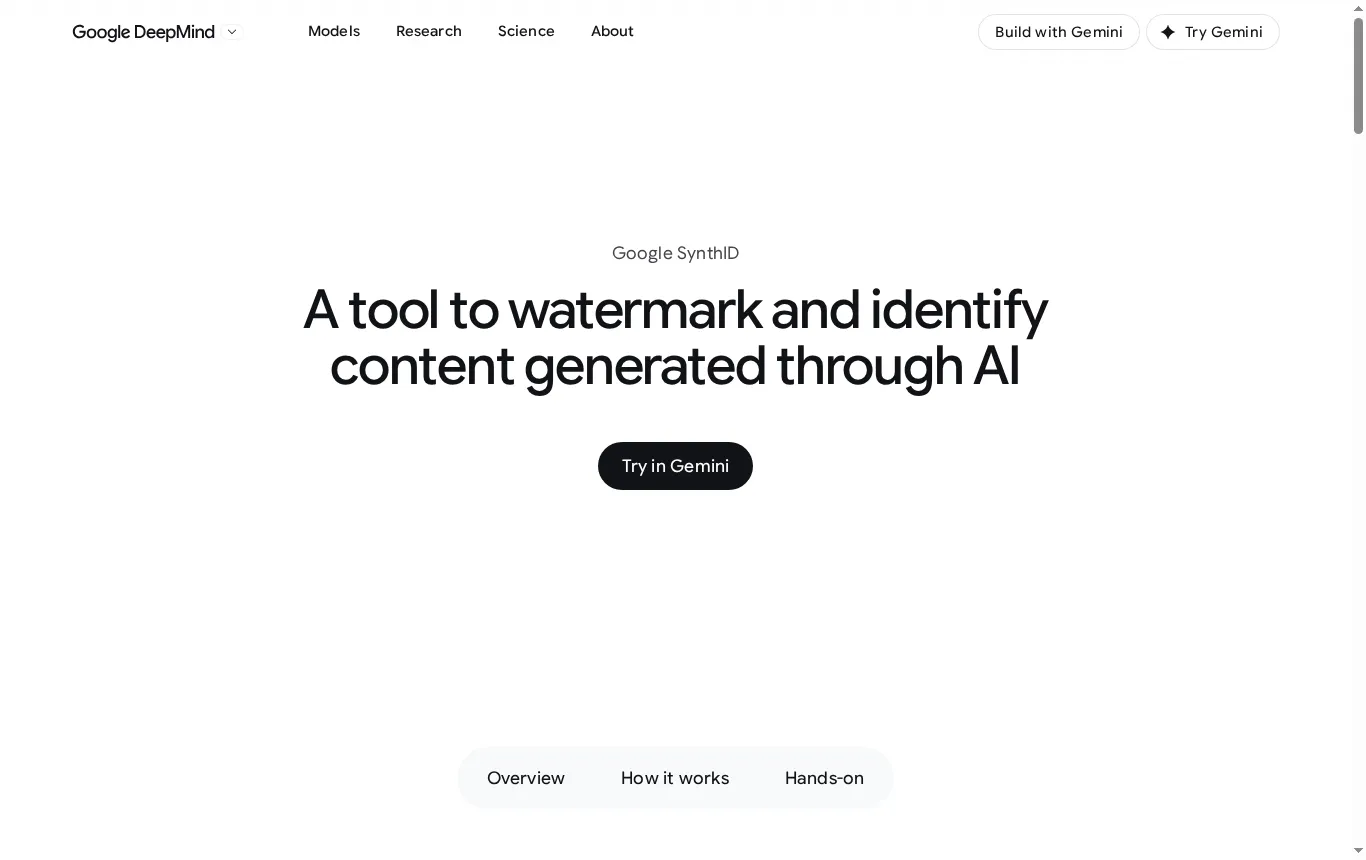 Google DeepMind
Models
Research
Science
About
Build with Gemini
Try Gemini
Google SynthID
A tool to watermark and identify
content generated through AI
Try in Gemini
Overview
How it works
Hands-on